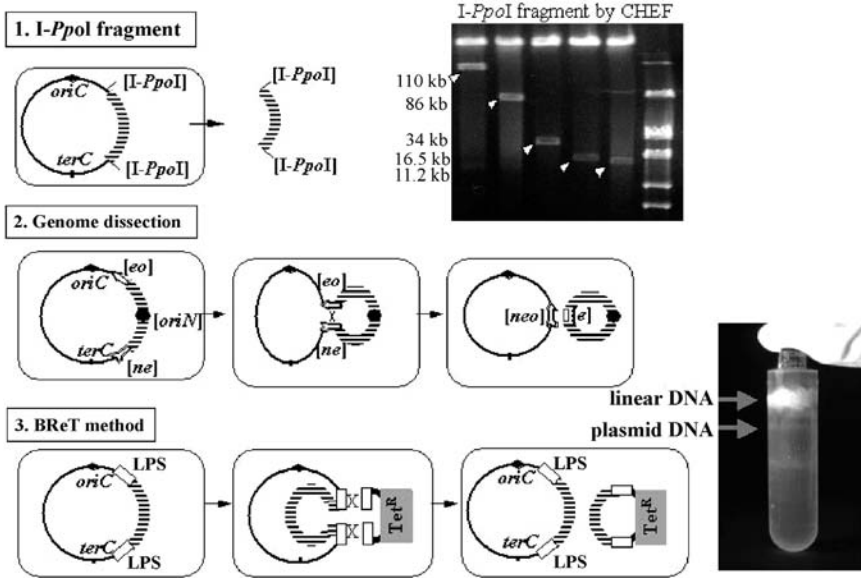 1. I-PpoI fragment
oriC
[I-PpoI]
terC
[I-PpoI]
[I-PpoI]
[I-PpoI]
I-PpoI fragment by CHEF
110 kb
86 kb
34 kb
16.5 kb
11.2 kb
2. Genome dissection
[eo]
oriC
[oriN]
terC
[ne]
[eo]
[ne]
[neo]
[e]
3. BReT method
LPS
oriC
terC
LPS
Tet^R
LPS
oriC
terC
LPS
Tet^R
linear DNA
plasmid DNA